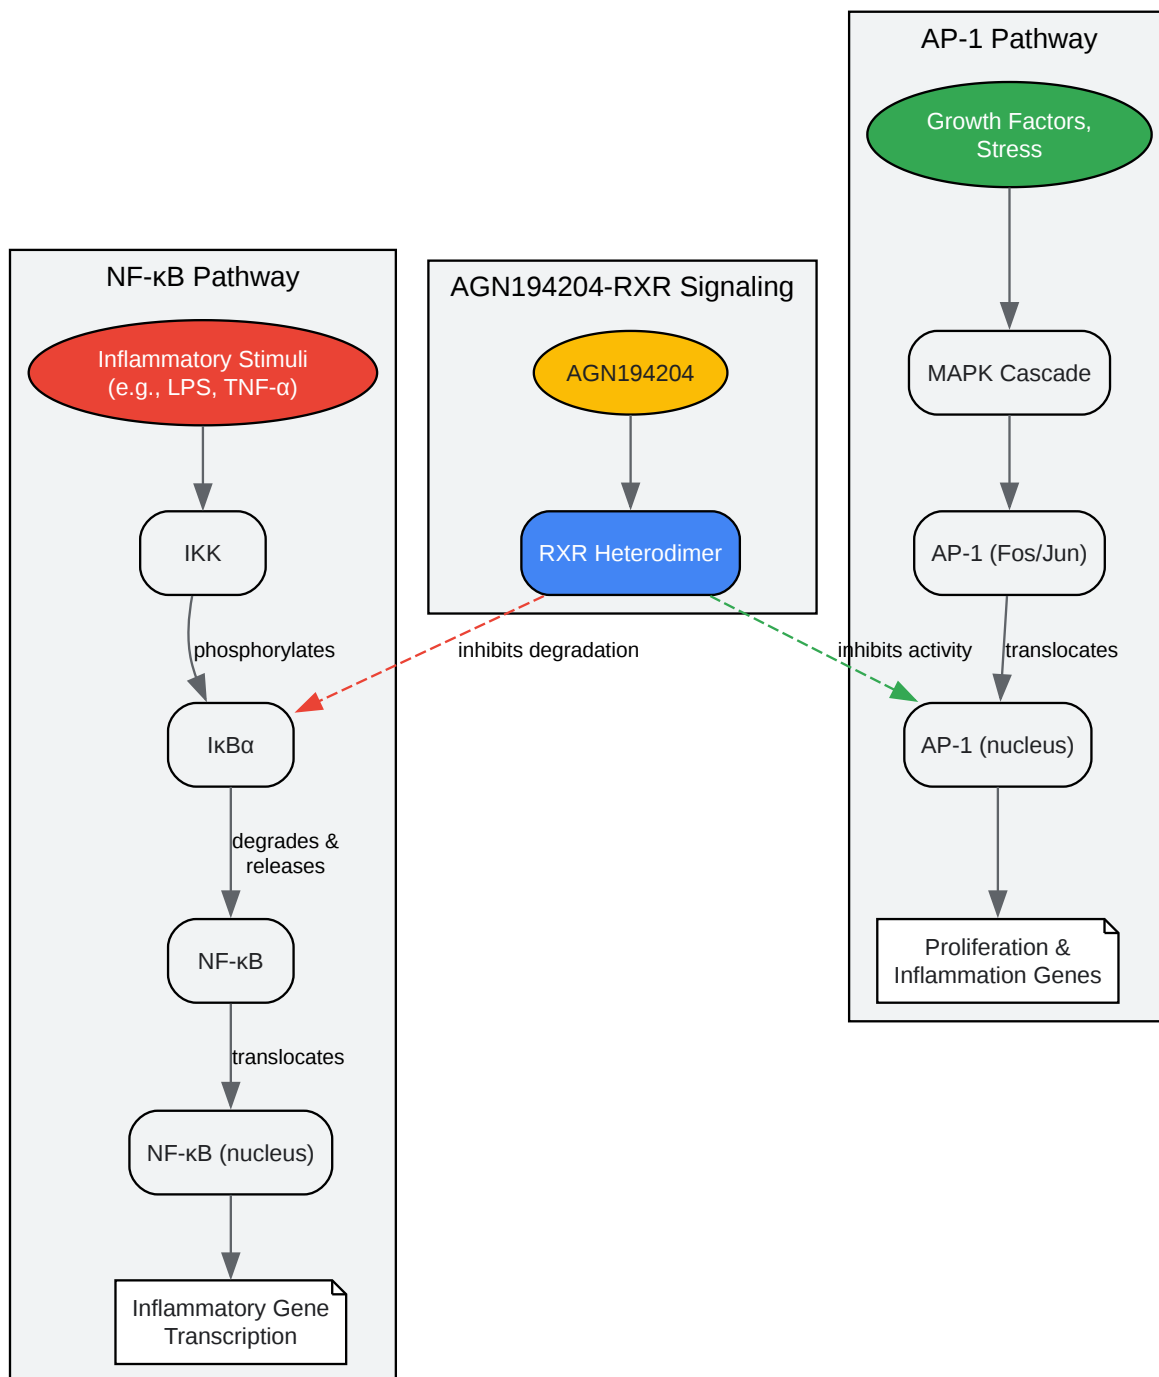 AP-1 Pathway
Growth Factors,
Stress
NF-κB Pathway
AGN194204-RXR Signaling
Inflammatory Stimuli
(e.g., LPS, TNF-α)
AGN194204
MAPK Cascade
IKK
RXR Heterodimer
AP-1 (Fos/Jun)
phosphorylates
inhibits degradation
inhibits activity
translocates
IκBα
AP-1 (nucleus)
degrades &
releases
NF-κB
Proliferation &
Inflammation Genes
translocates
NF-κB (nucleus)
Inflammatory Gene
Transcription